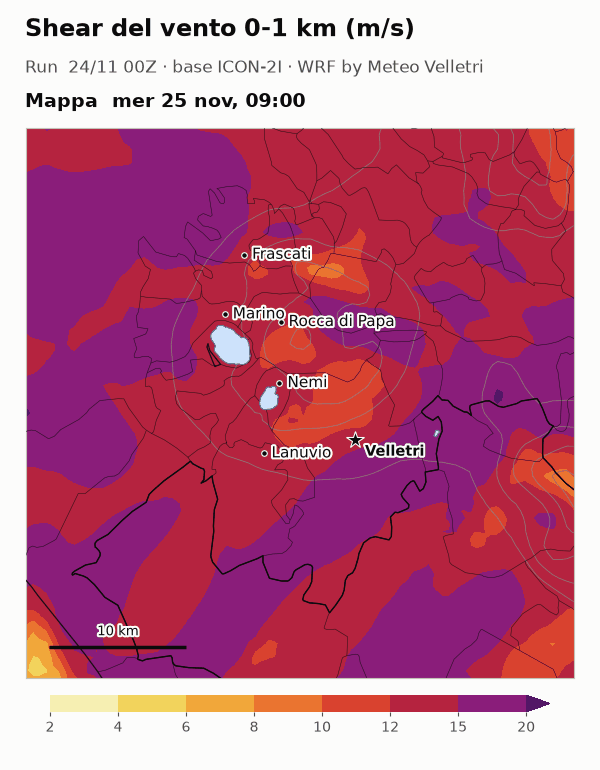 Shear del vento 0-1 km (m/s)
Run  24/11 00Z · base ICON-2I · WRF by Meteo Velletri
Mappa  mer 25 nov, 09:00
Frascati
Marino
Rocca di Papa
Nemi
Velletri
Lanuvio
10 km
2 4 6 8 10 12 15 20